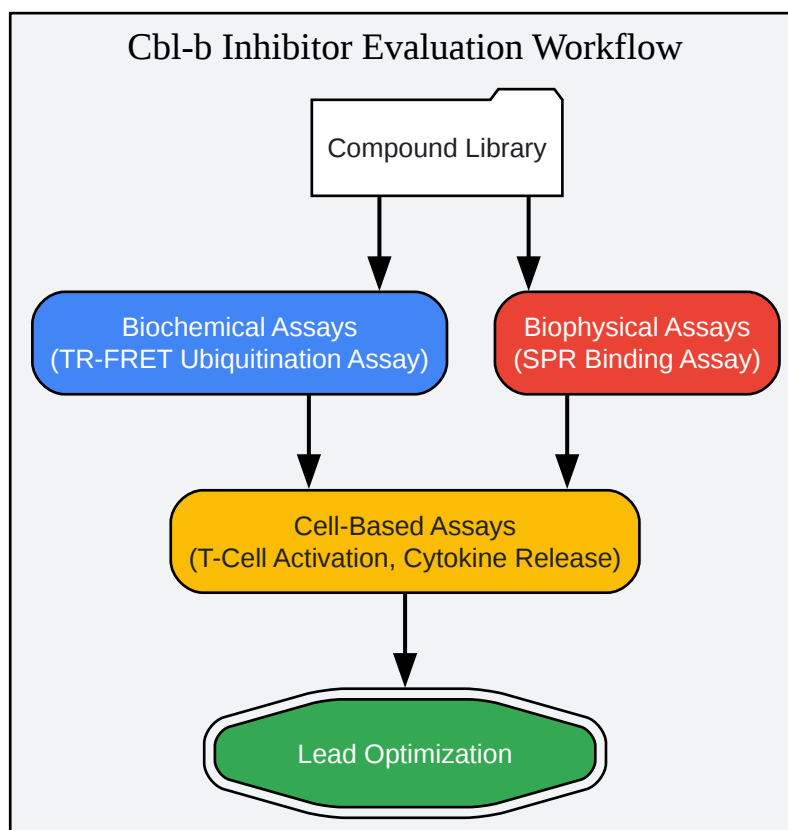 Cbl-b Inhibitor Evaluation Workflow
Compound Library
Biochemical Assays
(TR-FRET Ubiquitination Assay)
Biophysical Assays
(SPR Binding Assay)
Cell-Based Assays
(T-Cell Activation, Cytokine Release)
Lead Optimization